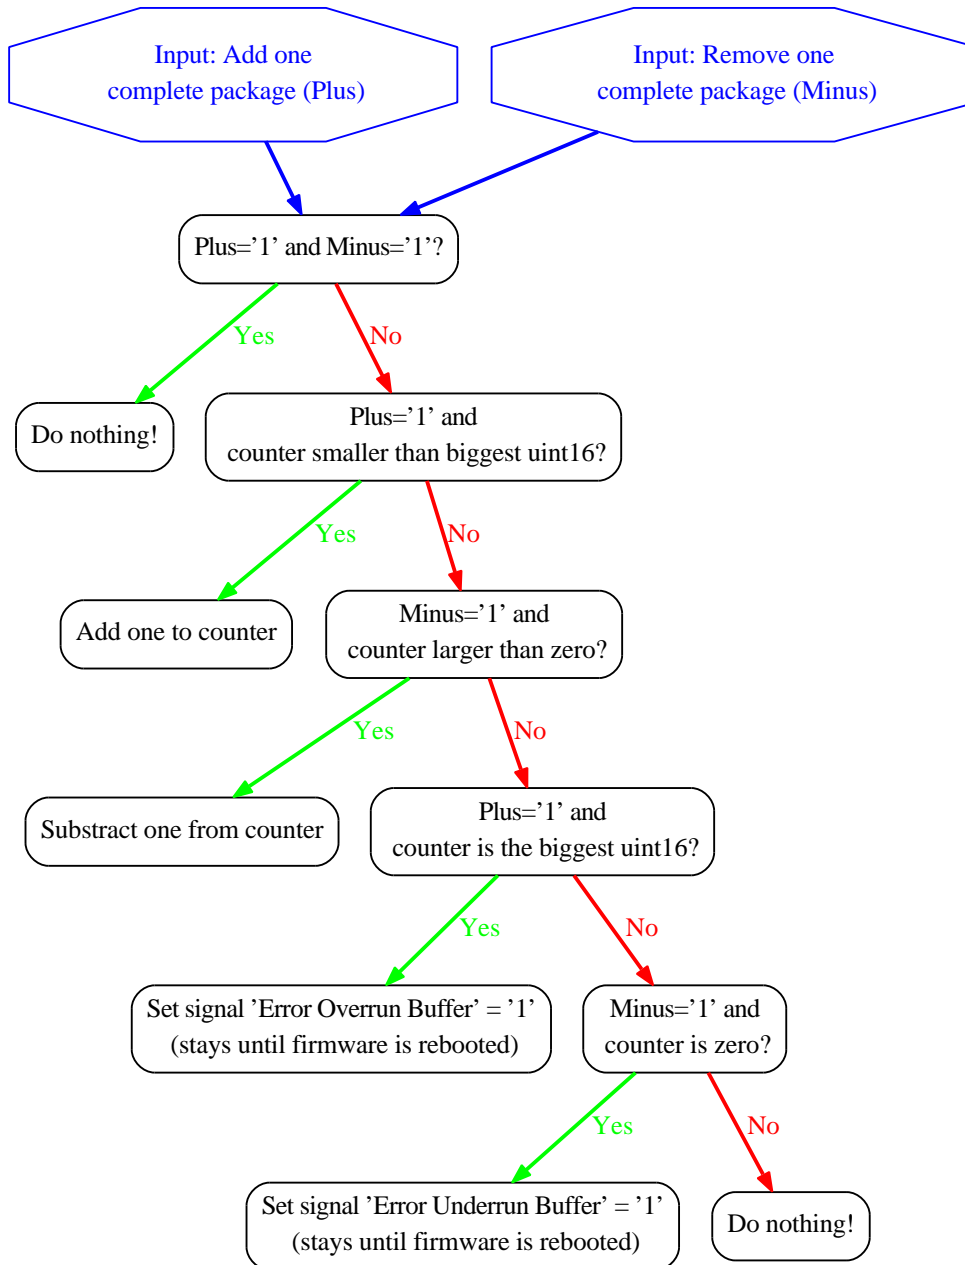 Input: Add one
complete package (Plus)
Input: Remove one
complete package (Minus)
Plus=’1’ and Minus=’1’?
Yes
No
Do nothing!
Plus=’1’ and
counter smaller than biggest uint16?
Yes
No
Add one to counter
Minus=’1’ and
counter larger than zero?
Yes
No
Substract one from counter
Plus=’1’ and
counter is the biggest uint16?
Yes
No
Set signal ’Error Overrun Buffer’ = ’1’
(stays until firmware is rebooted)
Minus=’1’ and
counter is zero?
Yes
No
Set signal ’Error Underrun Buffer’ = ’1’
(stays until firmware is rebooted)
Do nothing!